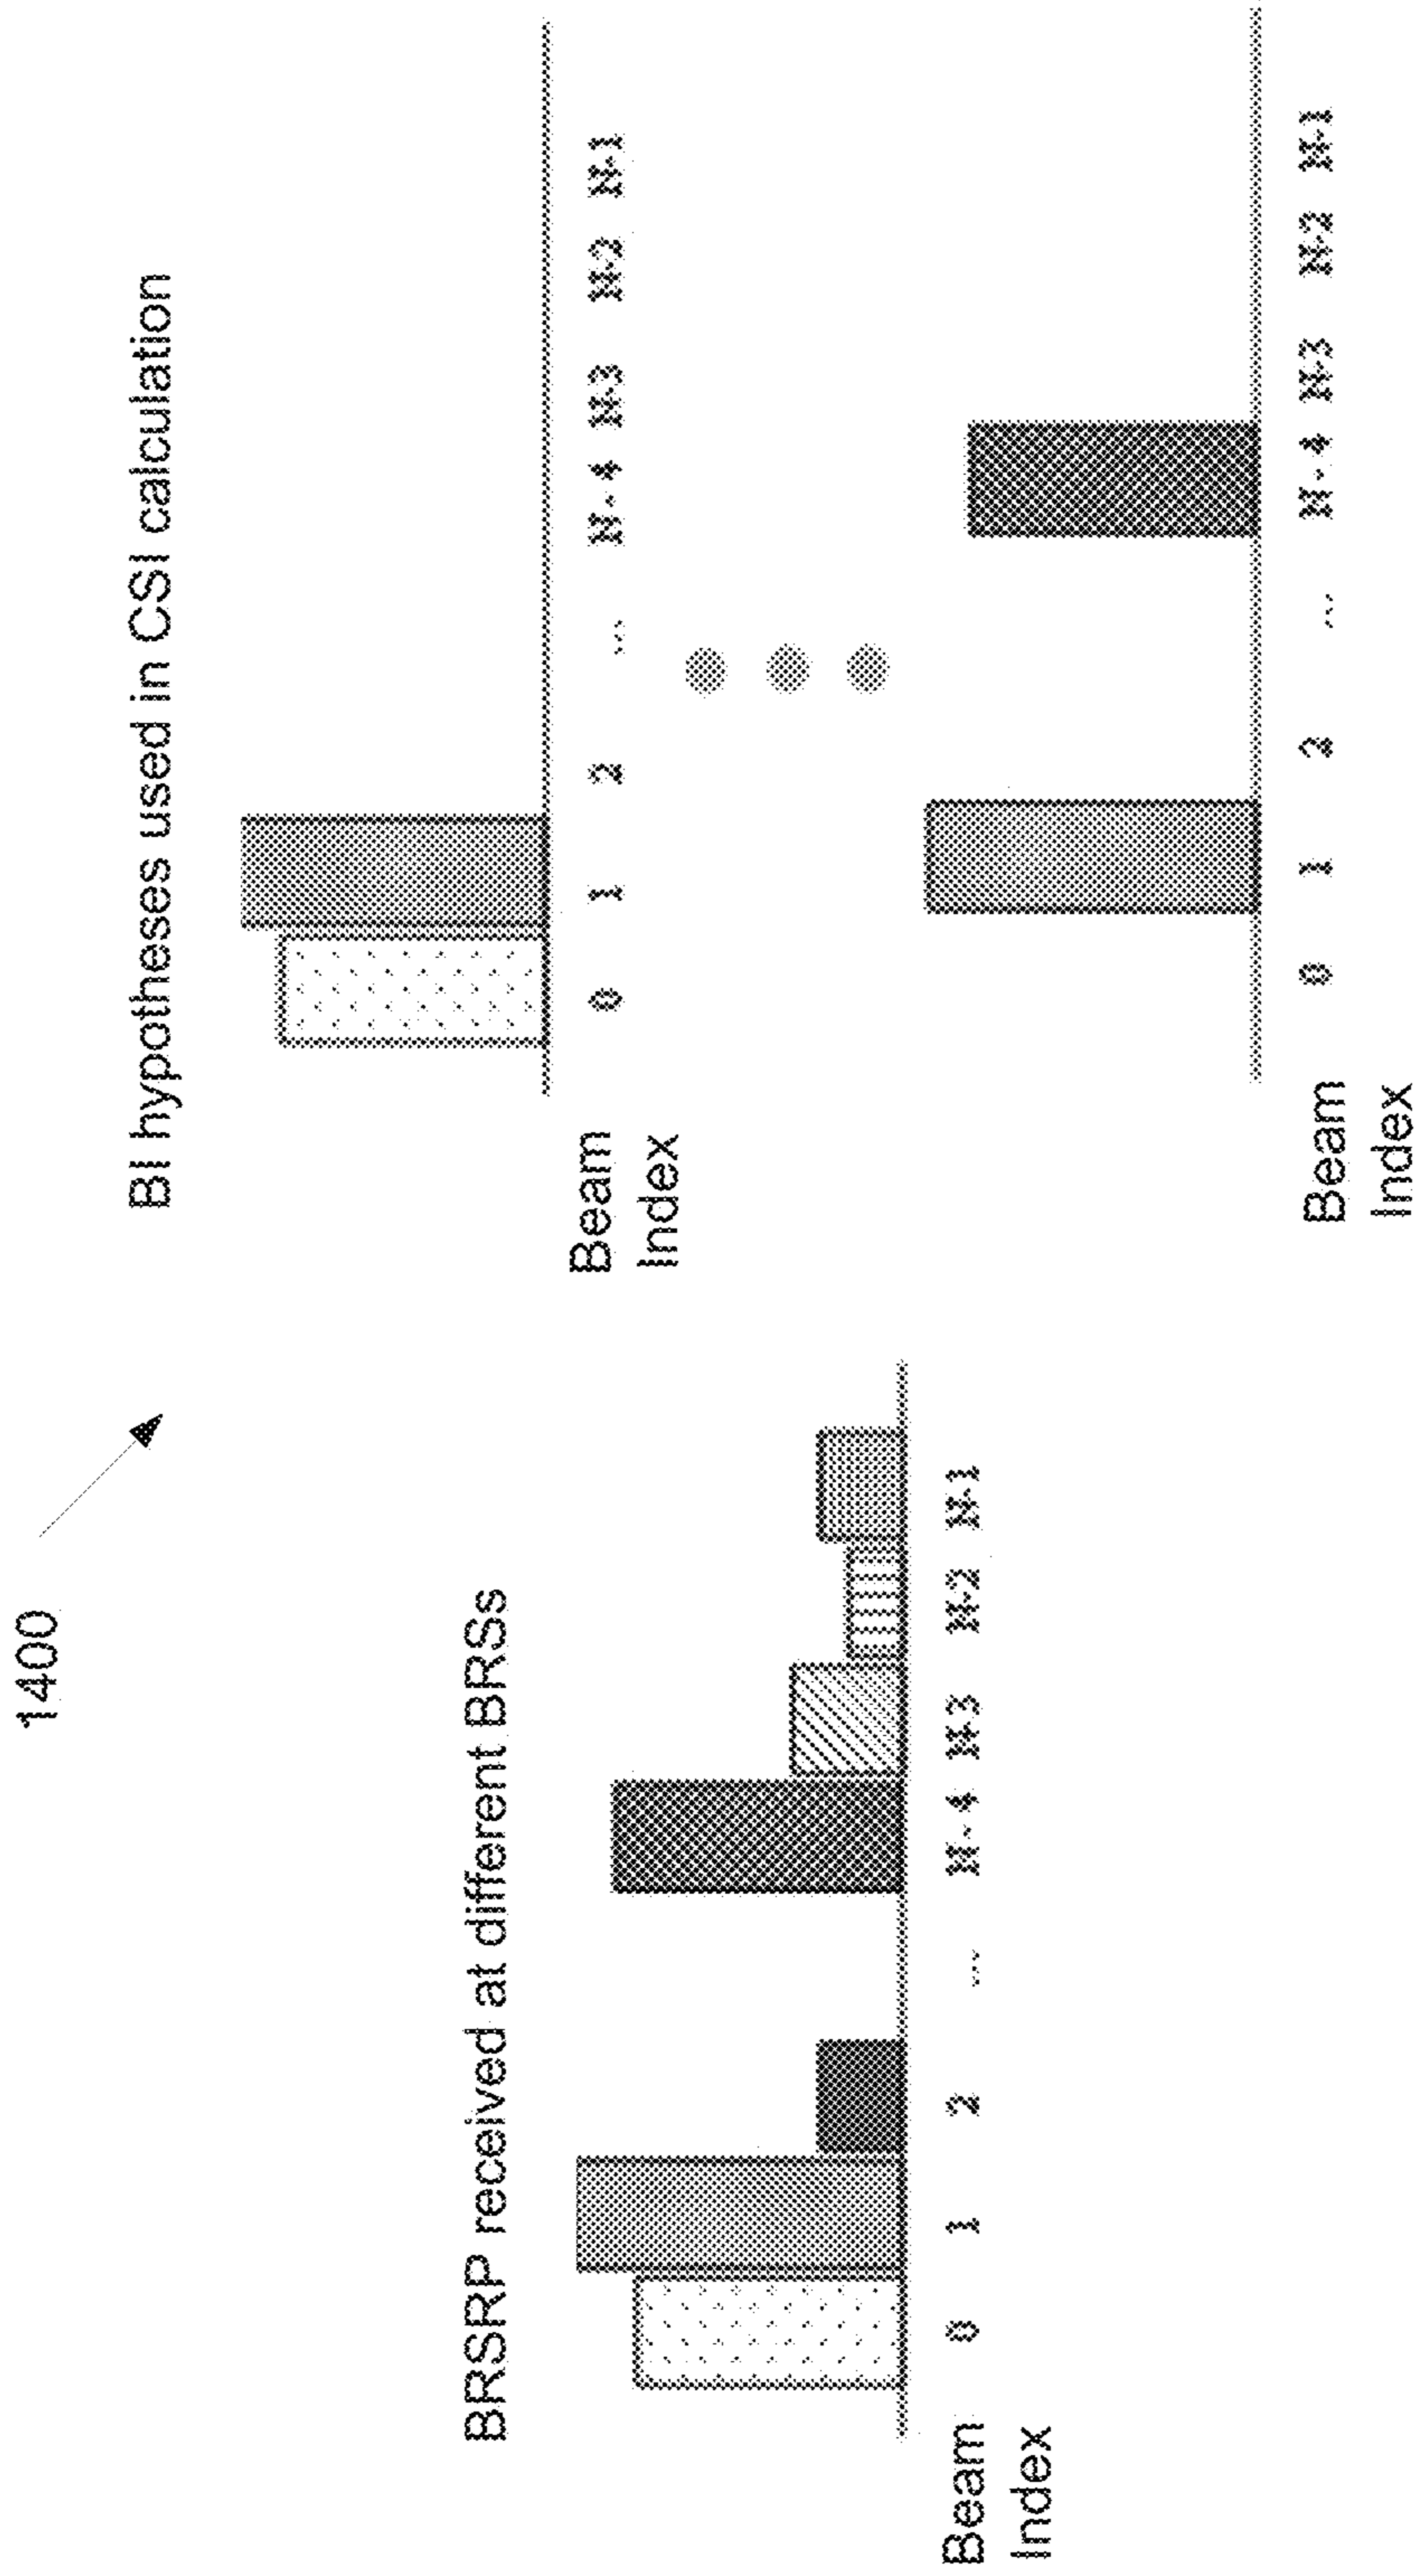 1400
BRSRP received at different BRSs
Beam
Index
0 1 2 ... N-4 N-3 N-2 N-1
BI hypotheses used in CSI calculation
Beam
Index
0 1 2 ... N-4 N-3 N-2 N-1
Beam
Index
0 1 2 ... N-4 N-3 N-2 N-1